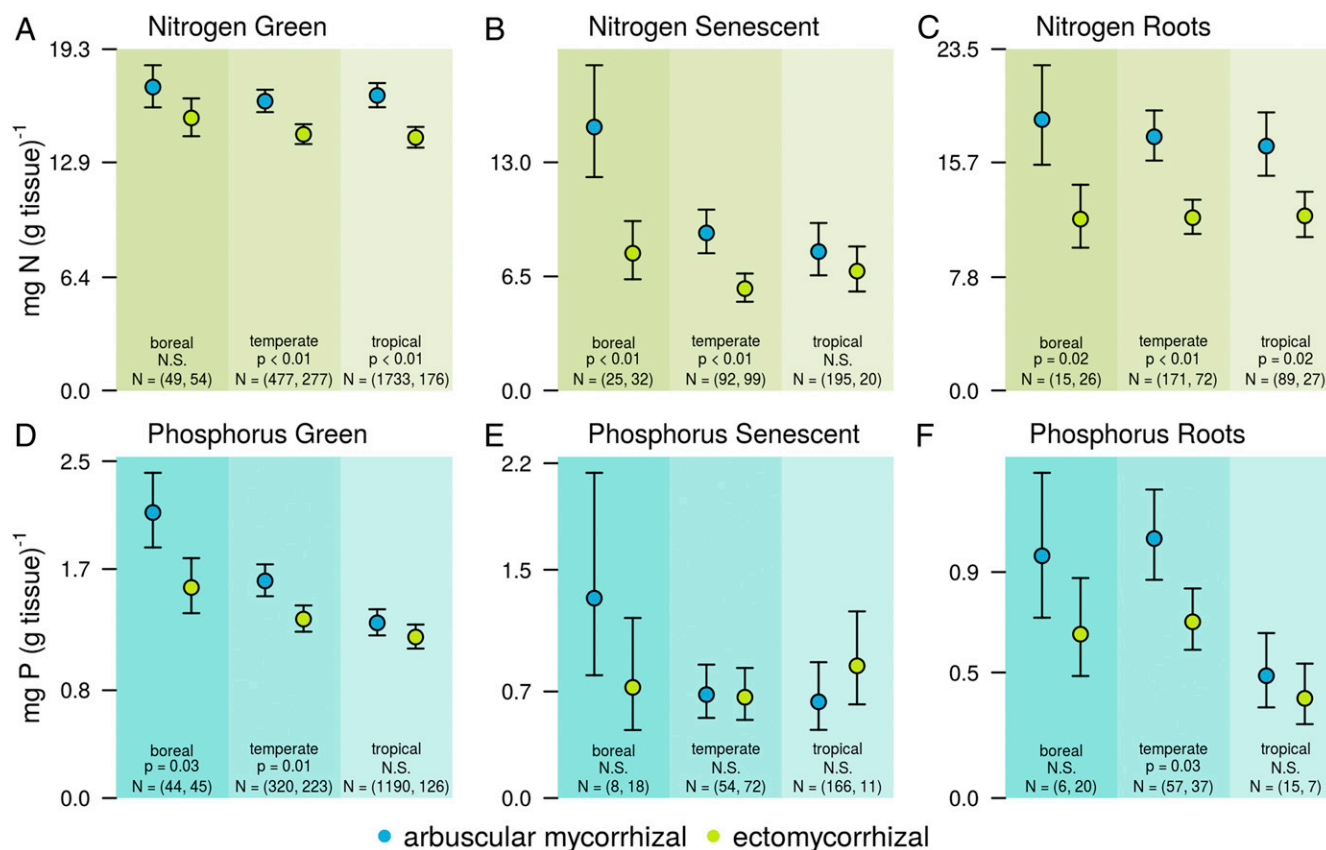 A Nitrogen Green
B Nitrogen Senescent
C Nitrogen Roots
mg N (g tissue)⁻¹
19.3
12.9
6.4
0.0
boreal
N.S.
N = (49, 54)
temperate
p < 0.01
N = (477, 277)
tropical
p < 0.01
N = (1733, 176)
13.0
6.5
0.0
boreal
p < 0.01
N = (25, 32)
temperate
p < 0.01
N = (92, 99)
tropical
N.S.
N = (195, 20)
23.5
15.7
7.8
0.0
boreal
p = 0.02
N = (15, 26)
temperate
p < 0.01
N = (171, 72)
tropical
p = 0.02
N = (89, 27)
D Phosphorus Green
E Phosphorus Senescent
F Phosphorus Roots
mg P (g tissue)⁻¹
2.5
1.7
0.8
0.0
boreal
p = 0.03
N = (44, 45)
temperate
p = 0.01
N = (320, 223)
tropical
N.S.
N = (1190, 126)
2.2
1.5
0.7
0.0
boreal
N.S.
N = (8, 18)
temperate
N.S.
N = (54, 72)
tropical
N.S.
N = (166, 11)
0.9
0.5
0.0
boreal
N.S.
N = (6, 20)
temperate
p = 0.03
N = (57, 37)
tropical
N.S.
N = (15, 7)
arbuscular mycorrhizal
ectomycorrhizal